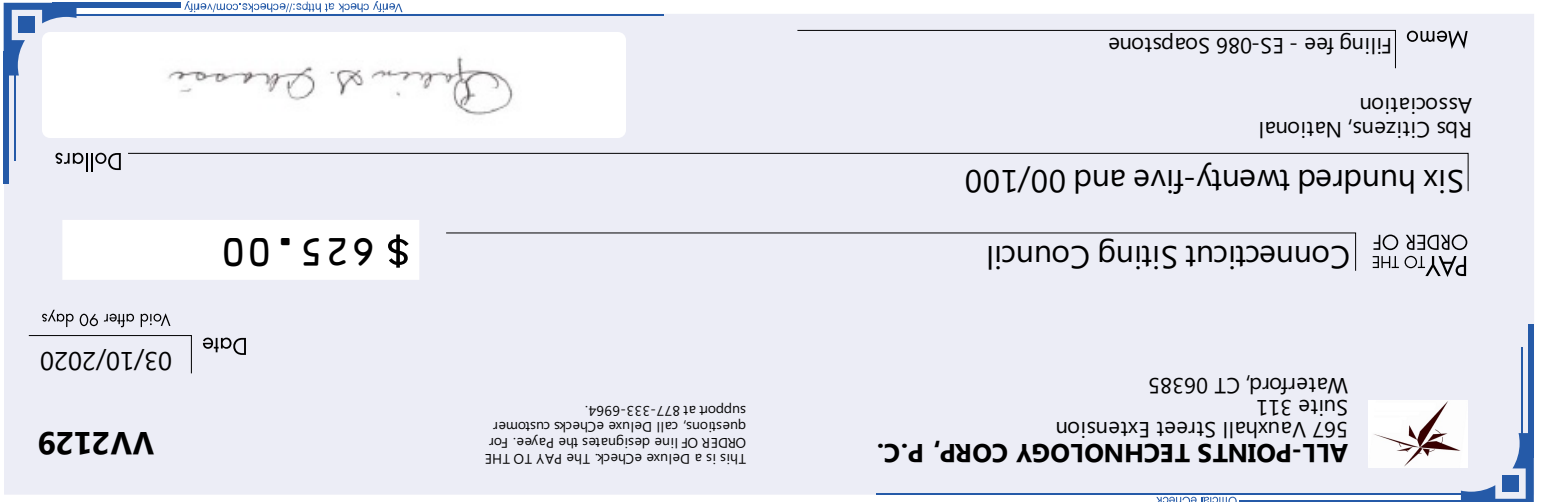 Official eCheck
ALL-POINTS TECHNOLOGY CORP, P.C.
567 Vauxhall Street Extension
Suite 311
Waterford, CT 06385
This is a Deluxe eCheck. The PAY TO THE
ORDER OF line designates the Payee. For
questions, call Deluxe eChecks customer
support at 877-333-6964.
VV2129
Date 03/10/2020
Void after 90 days
PAY TO THE
ORDER OF
Connecticut Siting Council
$ 625.00
Six hundred twenty-five and 00/100
Dollars
Rbs Citizens, National
Association
Memo Filing fee - ES-086 Soapstone
Verify check at https://echecks.com/verify